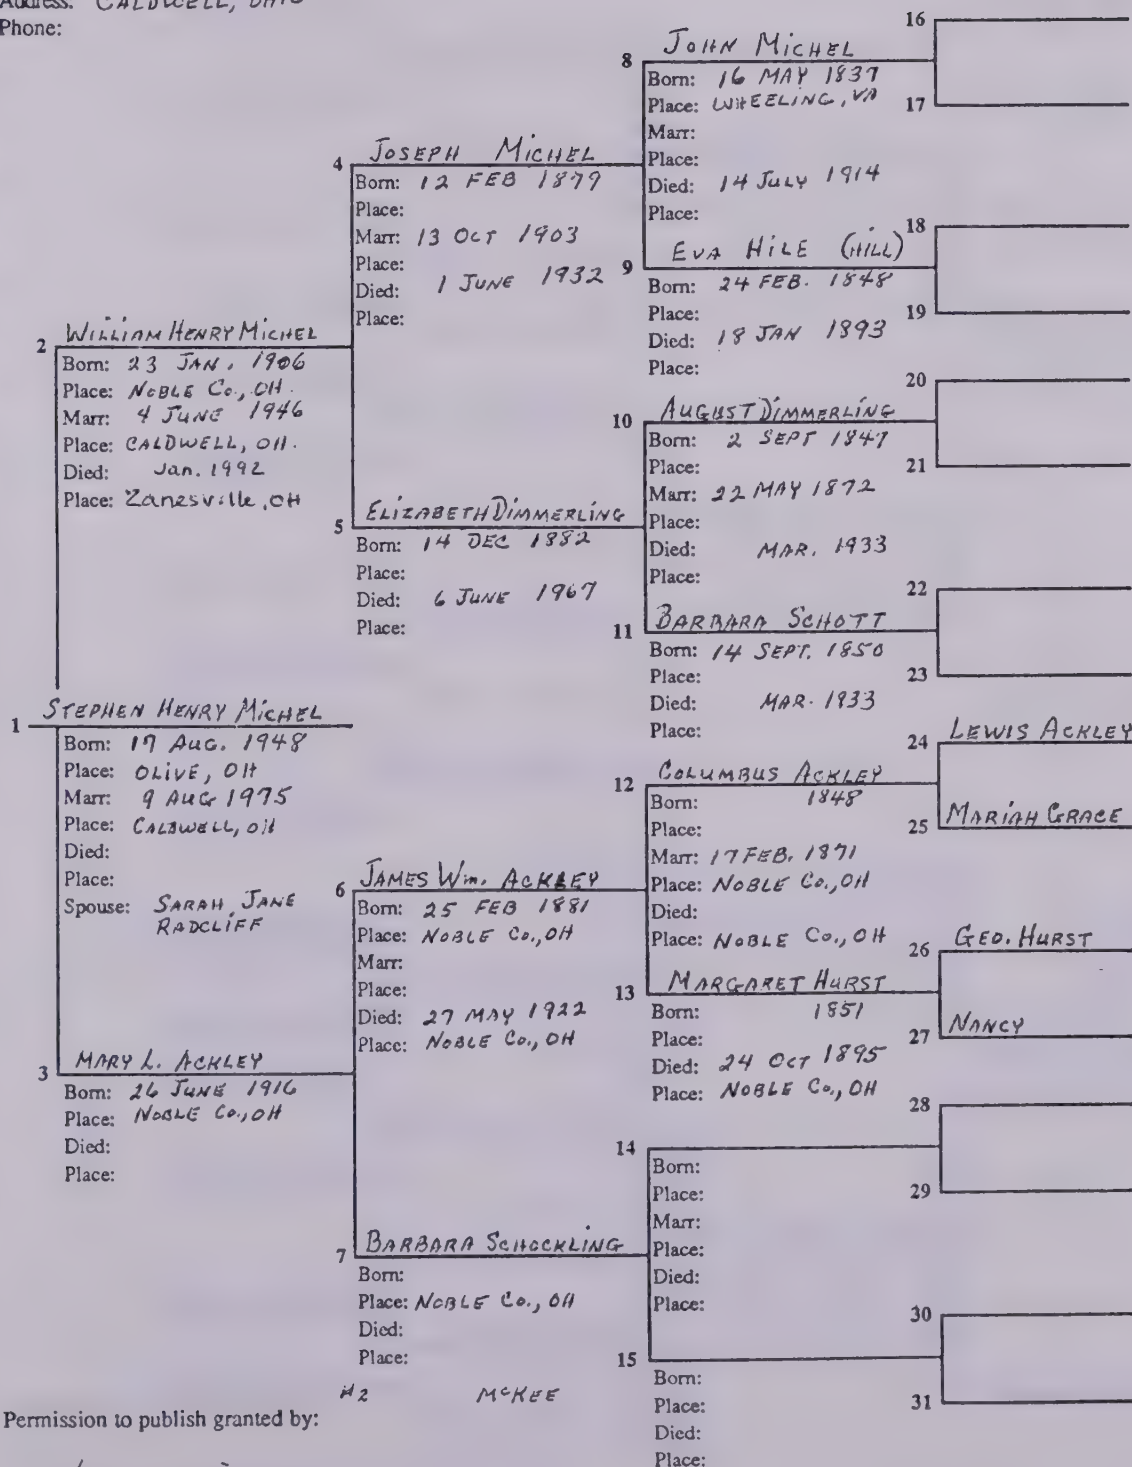 Address: CALDWELL, OHIO
Phone:
1 STEPHEN HENRY MICHEL
Born: 17 AUG. 1948
Place: OLIVE, OH
Marr: 9 AUG 1975
Place: CALDWELL, OH
Died:
Place:
Spouse: SARAH JANE
RADCLIFF
2 WILLIAM HENRY MICHEL
Born: 23 JAN, 1906
Place: NOBLE Co., OH.
Marr: 4 JUNE 1946
Place: CALDWELL, OH.
Died: Jan. 1992
Place: Zanesville, OH
3 MARY L. ACKLEY
Born: 26 JUNE 1916
Place: NOBLE Co., OH
Died:
Place:
4 JOSEPH MICHEL
Born: 12 FEB 1879
Place:
Marr: 13 OCT 1903
Place:
Died: 1 JUNE 1932
Place:
5 ELIZABETH DIMMERLING
Born: 14 DEC 1882
Place:
Died: 6 JUNE 1967
Place:
6 JAMES Wm. ACKLEY
Born: 25 FEB 1881
Place: NOBLE Co., OH
Marr:
Place:
Died: 27 MAY 1922
Place: NOBLE Co., OH
7 BARBARA SCHOCKLING
Born:
Place: NOBLE Co., OH
Died:
Place:
#2 McKEE
8 JOHN MICHEL
Born: 16 MAY 1837
Place: WHEELING, VA
Marr:
Place:
Died: 14 JULY 1914
Place:
9 EVA HILE (HILL)
Born: 24 FEB. 1848
Place:
Died: 18 JAN 1893
Place:
10 AUGUST DIMMERLING
Born: 2 SEPT 1847
Place:
Marr: 22 MAY 1872
Place:
Died: MAR. 1933
Place:
11 BARBARA SCHOTT
Born: 14 SEPT. 1850
Place:
Died: MAR. 1933
Place:
12 COLUMBUS ACKLEY
Born: 1848
Place:
Marr: 17 FEB. 1871
Place: NOBLE Co., OH
Died:
Place: NOBLE Co., OH
13 MARGARET HURST
Born: 1851
Place:
Died: 24 OCT 1895
Place: NOBLE Co., OH
14
Born:
Place:
Marr:
Place:
Died:
Place:
15
Born:
Place:
Died:
Place:
16
17
18
19
20
21
22
23
24 LEWIS ACKLEY
25 MARIAH GRACE
26 GEO. HURST
27 NANCY
28
29
30
31
Permission to publish granted by: